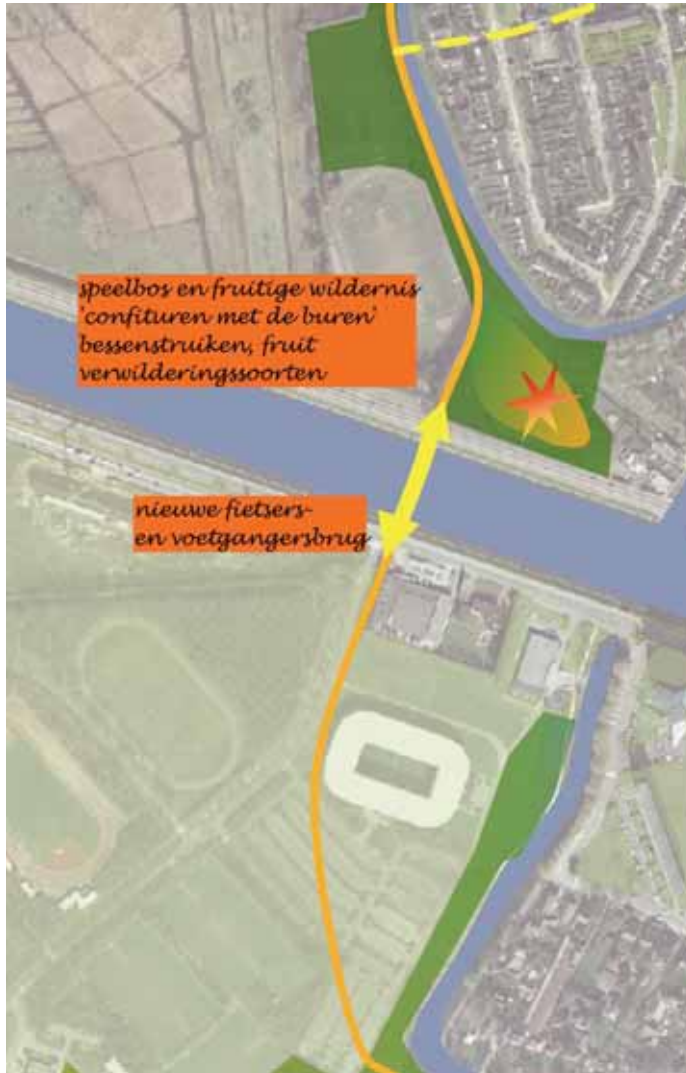 speelbos en fruitige wildernis
'confituren met de buren'
bessenstruiken, fruit
verwilderingssoorten
nieuwe fietsers-
en voetgangersbrug